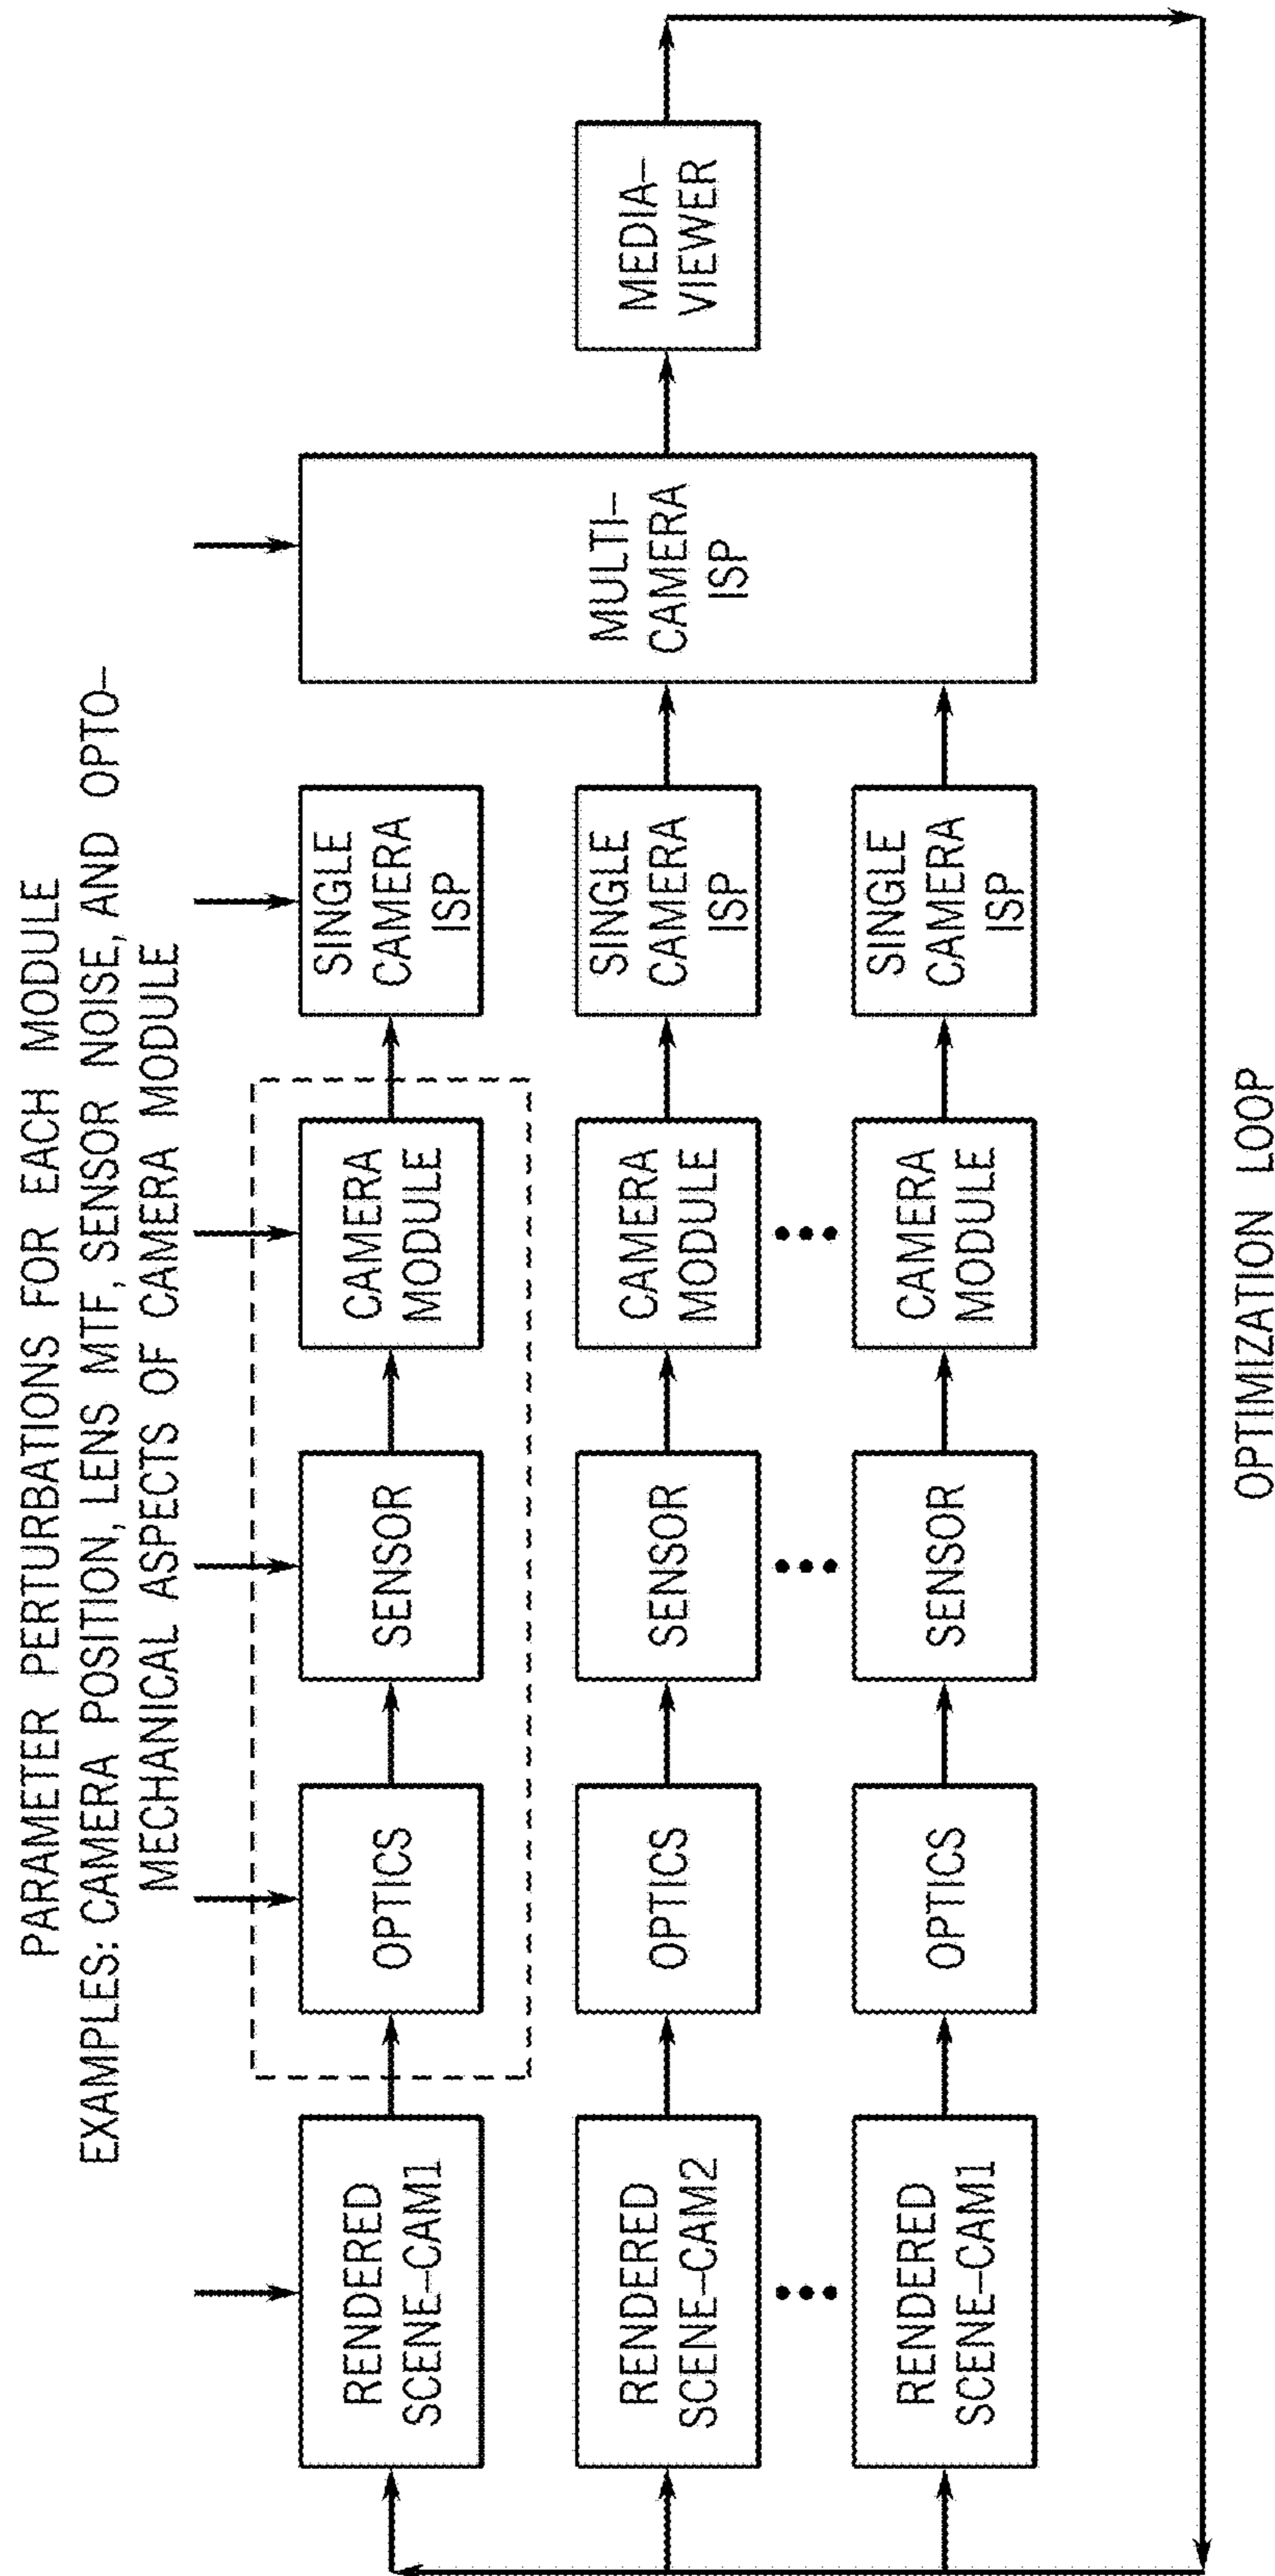 PARAMETER PERTURBATIONS FOR EACH MODULE
EXAMPLES: CAMERA POSITION, LENS MTF, SENSOR NOISE, AND OPTO–
MECHANICAL ASPECTS OF CAMERA MODULE
RENDERED
SCENE–CAM1
OPTICS
SENSOR
CAMERA
MODULE
SINGLE
CAMERA
ISP
RENDERED
SCENE–CAM2
OPTICS
SENSOR
CAMERA
MODULE
SINGLE
CAMERA
ISP
RENDERED
SCENE–CAM1
OPTICS
SENSOR
CAMERA
MODULE
SINGLE
CAMERA
ISP
MULTI–
CAMERA
ISP
MEDIA–
VIEWER
OPTIMIZATION LOOP